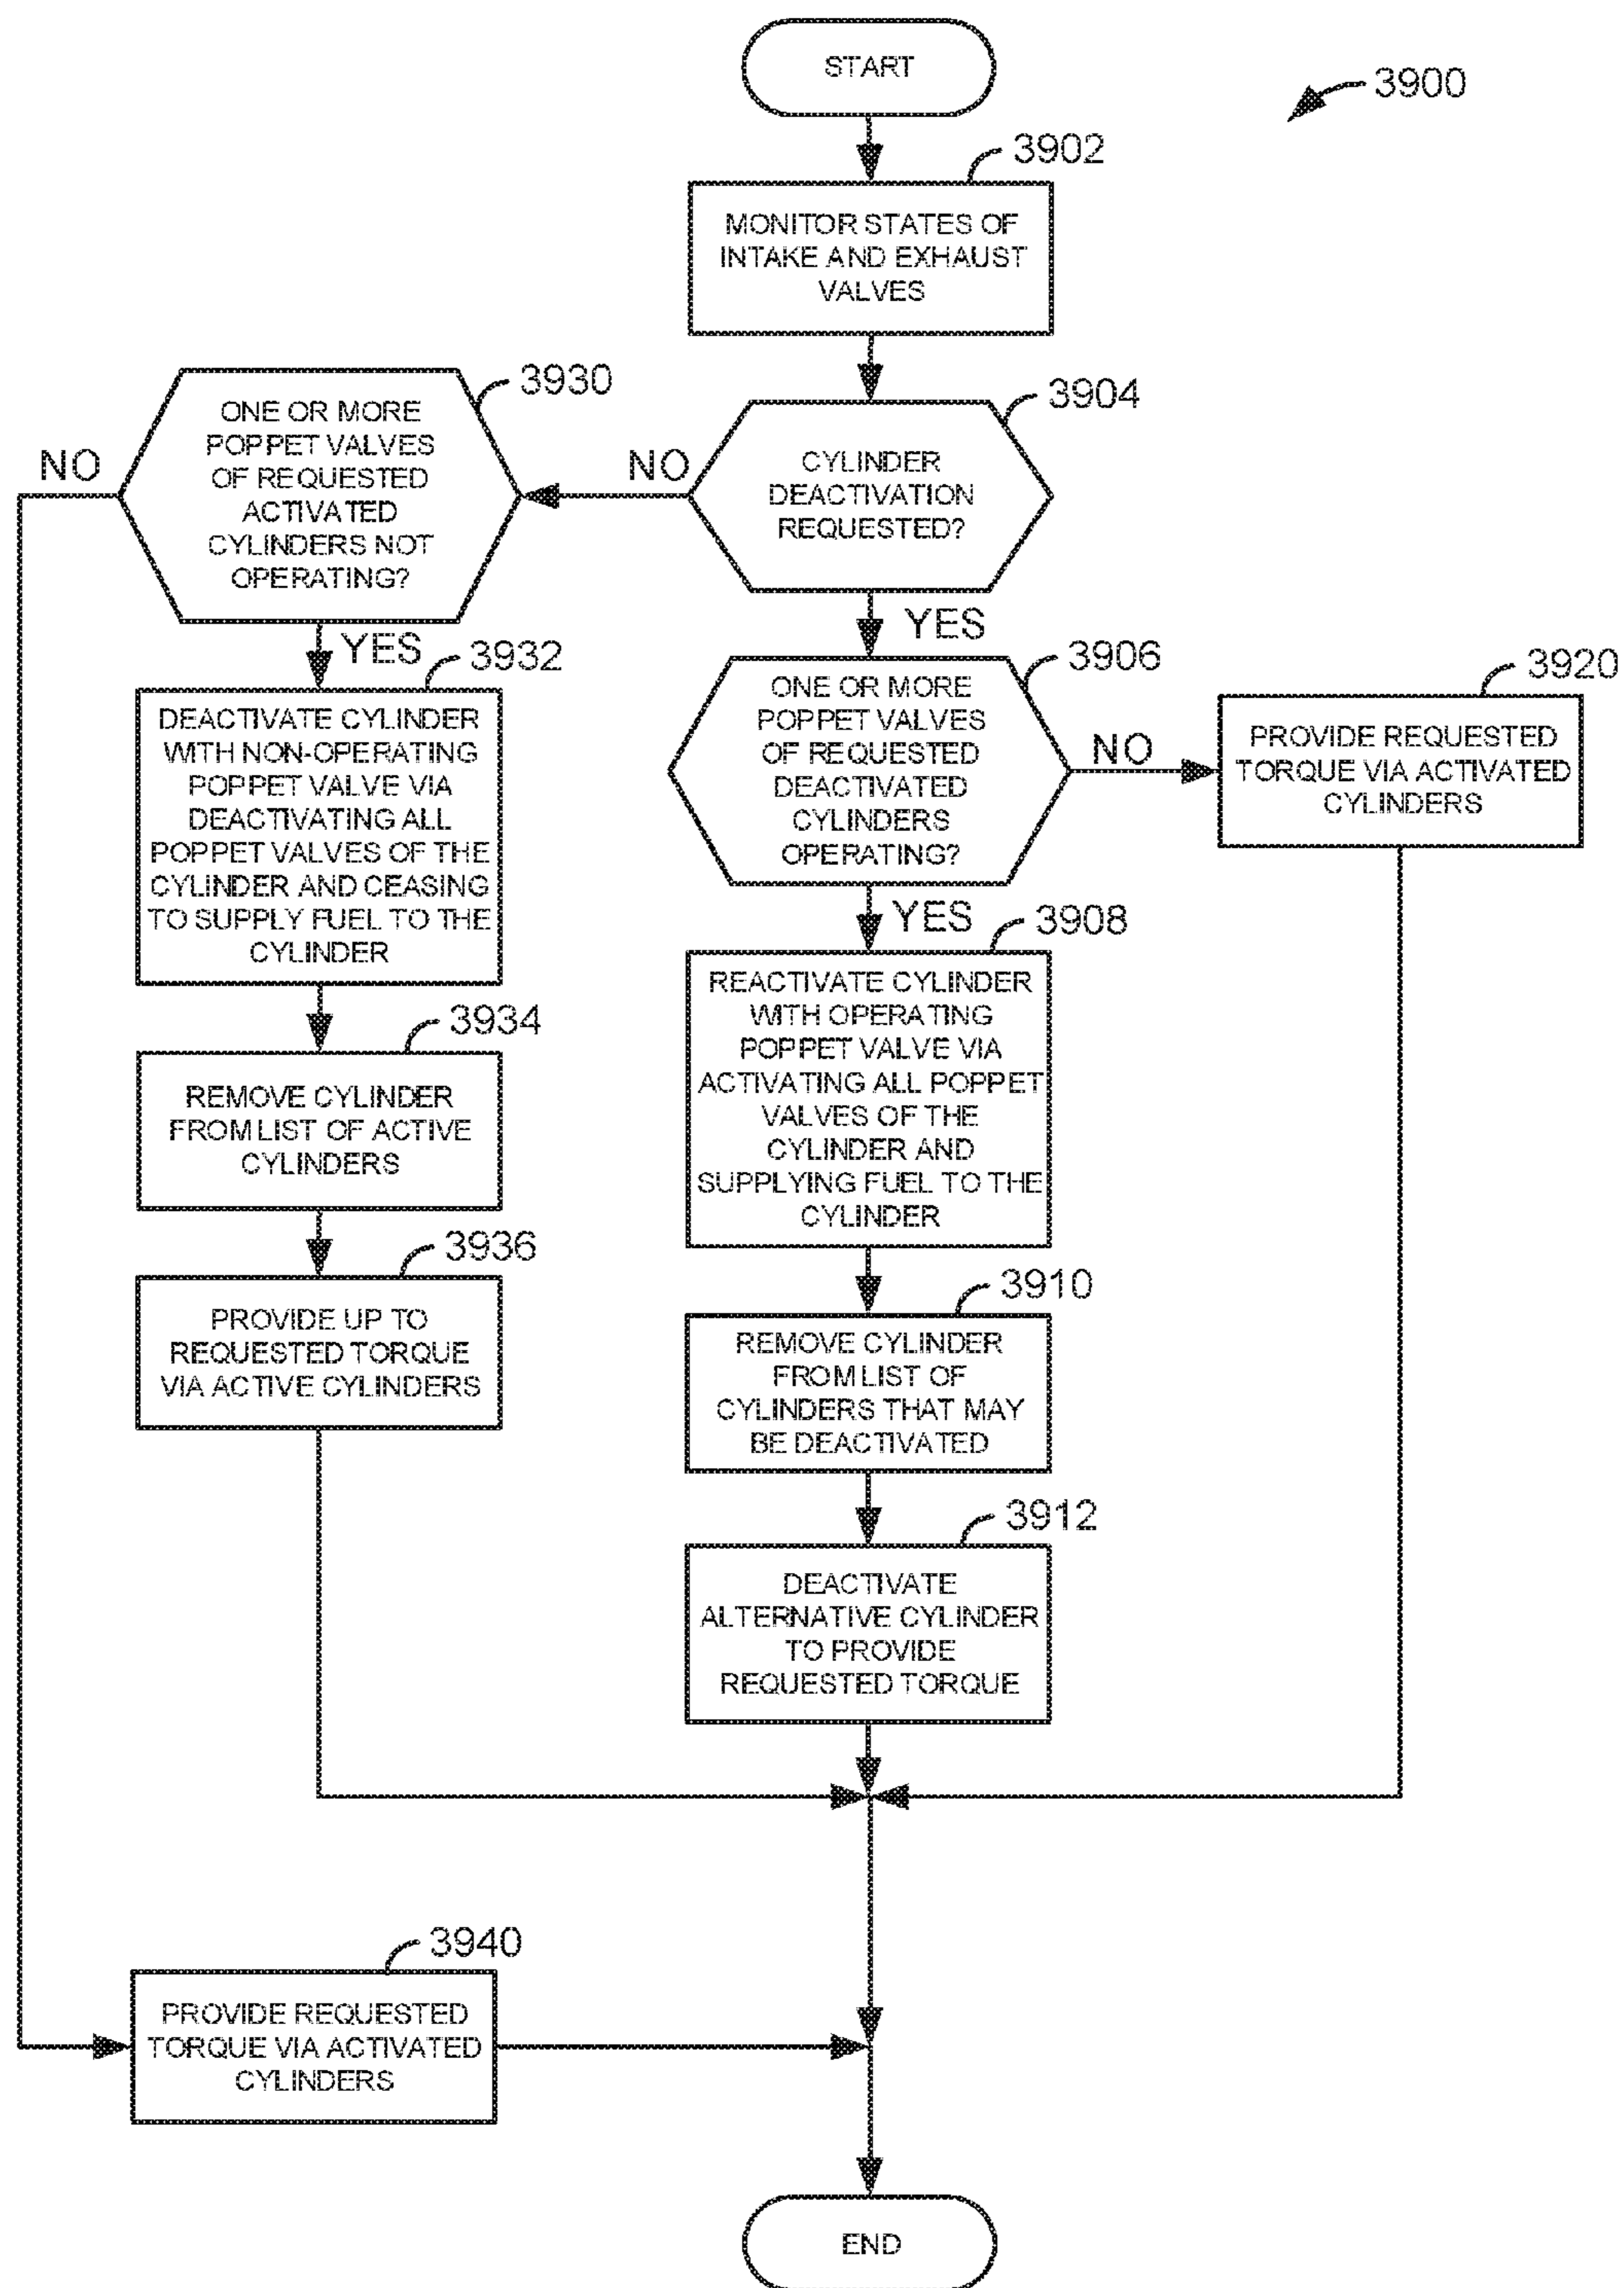 START
3900
3902
MONITOR STATES OF
INTAKE AND EXHAUST
VALVES
3930
ONE OR MORE
POPPET VALVES
OF REQUESTED
ACTIVATED
CYLINDERS NOT
OPERATING?
NO
NO
3904
CYLINDER
DEACTIVATION
REQUESTED?
YES
YES
3932
DEACTIVATE CYLINDER
WITH NON-OPERATING
POPPET VALVE VIA
DEACTIVATING ALL
POPPET VALVES OF THE
CYLINDER AND CEASING
TO SUPPLY FUEL TO THE
CYLINDER
3906
ONE OR MORE
POPPET VALVES
OF REQUESTED
DEACTIVATED
CYLINDERS
OPERATING?
NO
3920
PROVIDE REQUESTED
TORQUE VIA ACTIVATED
CYLINDERS
YES
3908
REACTIVATE CYLINDER
WITH OPERATING
POPPET VALVE VIA
ACTIVATING ALL POPPET
VALVES OF THE
CYLINDER AND
SUPPLYING FUEL TO THE
CYLINDER
3934
REMOVE CYLINDER
FROM LIST OF ACTIVE
CYLINDERS
3936
PROVIDE UP TO
REQUESTED TORQUE
VIA ACTIVE CYLINDERS
3910
REMOVE CYLINDER
FROM LIST OF
CYLINDERS THAT MAY
BE DEACTIVATED
3912
DEACTIVATE
ALTERNATIVE CYLINDER
TO PROVIDE
REQUESTED TORQUE
3940
PROVIDE REQUESTED
TORQUE VIA ACTIVATED
CYLINDERS
END